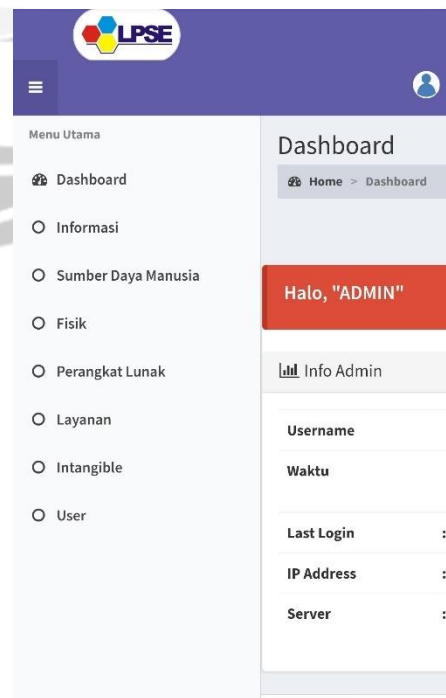 LPSE
Menu Utama
Dashboard
Informasi
Sumber Daya Manusia
Fisik
Perangkat Lunak
Layanan
Intangible
User
Dashboard
Home > Dashboard
Halo, "ADMIN"
Info Admin
Username
Waktu
Last Login :
IP Address :
Server :